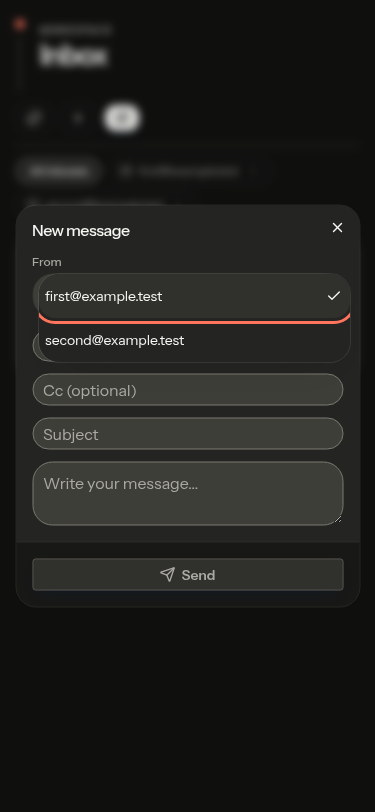 Inbox
New message
From
first@example.test
second@example.test
Cc (optional)
Subject
Write your message...
Send